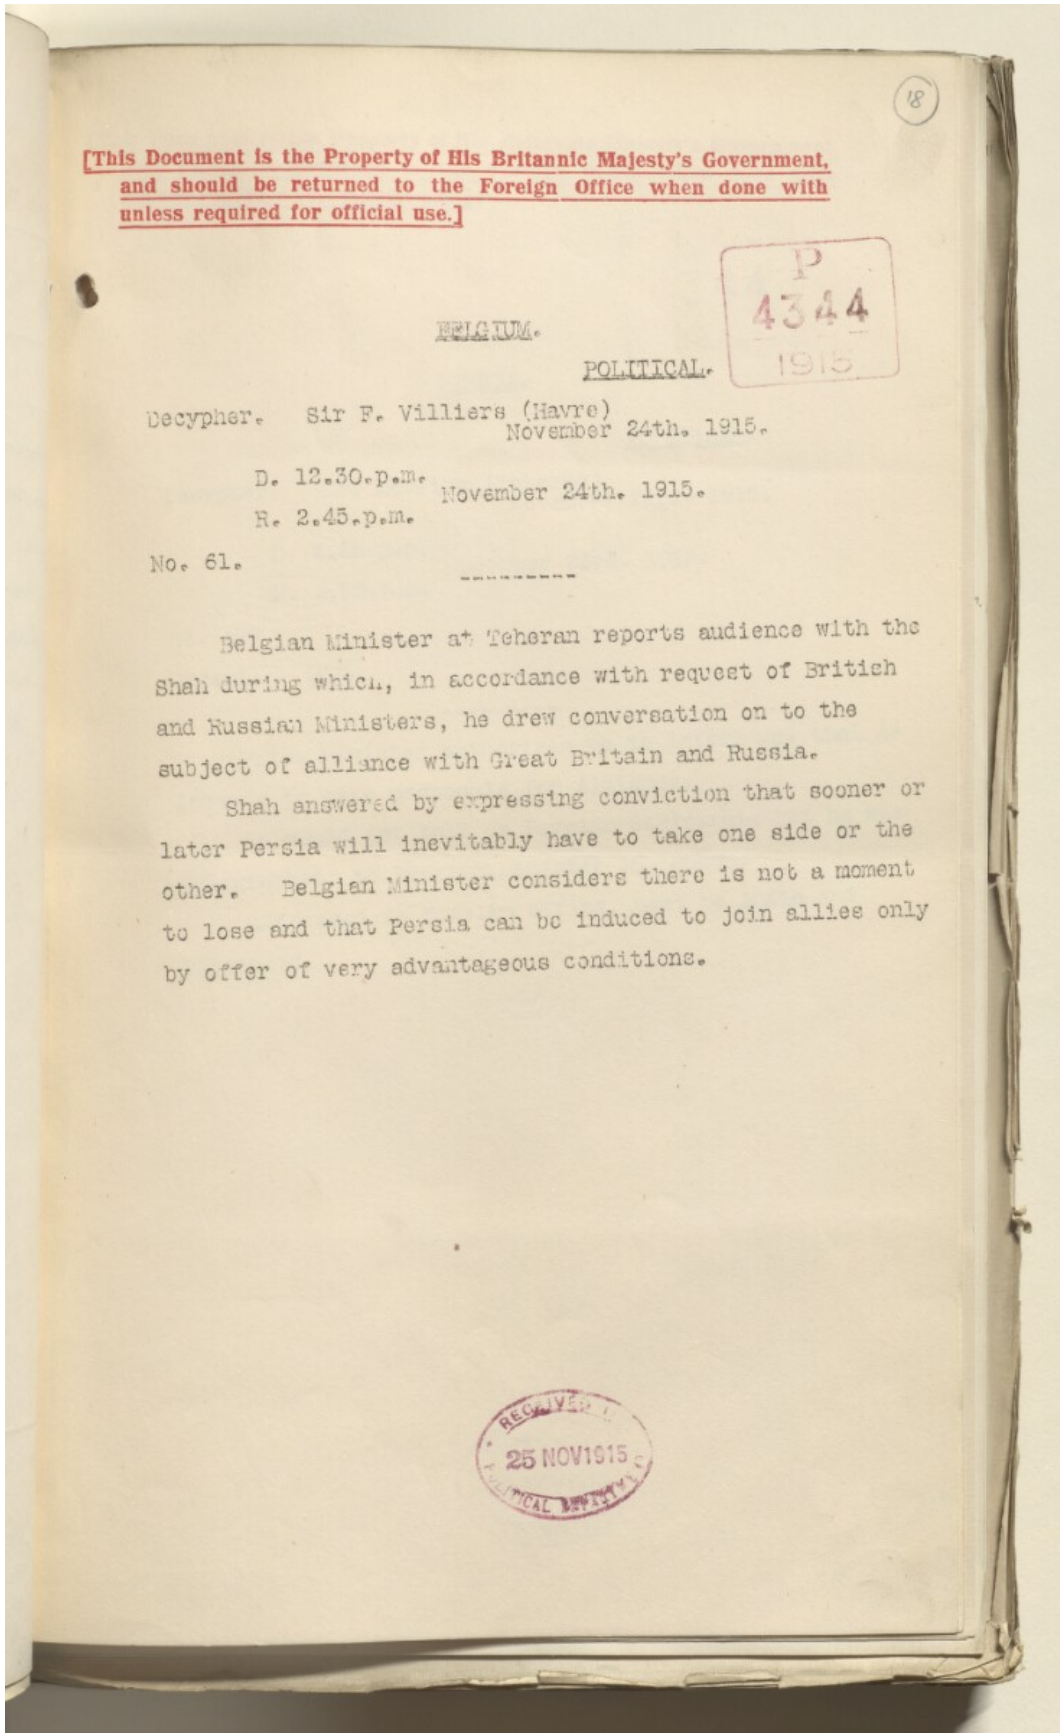 18
[This Document is the Property of His Britannic Majesty's Government,
and should be returned to the Foreign Office when done with
unless required for official use.]
P
4344
1915
BELGIUM.
POLITICAL.
Decypher. Sir F. Villiers (Havre)
November 24th. 1915.
D. 12.30.p.m.
November 24th. 1915.
R. 2.45.p.m.
No. 61.
----------
Belgian Minister at Teheran reports audience with the
Shah during which, in accordance with request of British
and Russian Ministers, he drew conversation on to the
subject of alliance with Great Britain and Russia.
Shah answered by expressing conviction that sooner or
later Persia will inevitably have to take one side or the
other. Belgian Minister considers there is not a moment
to lose and that Persia can be induced to join allies only
by offer of very advantageous conditions.
RECEIVED
25 NOV 1915
POLITICAL DEPARTMENT